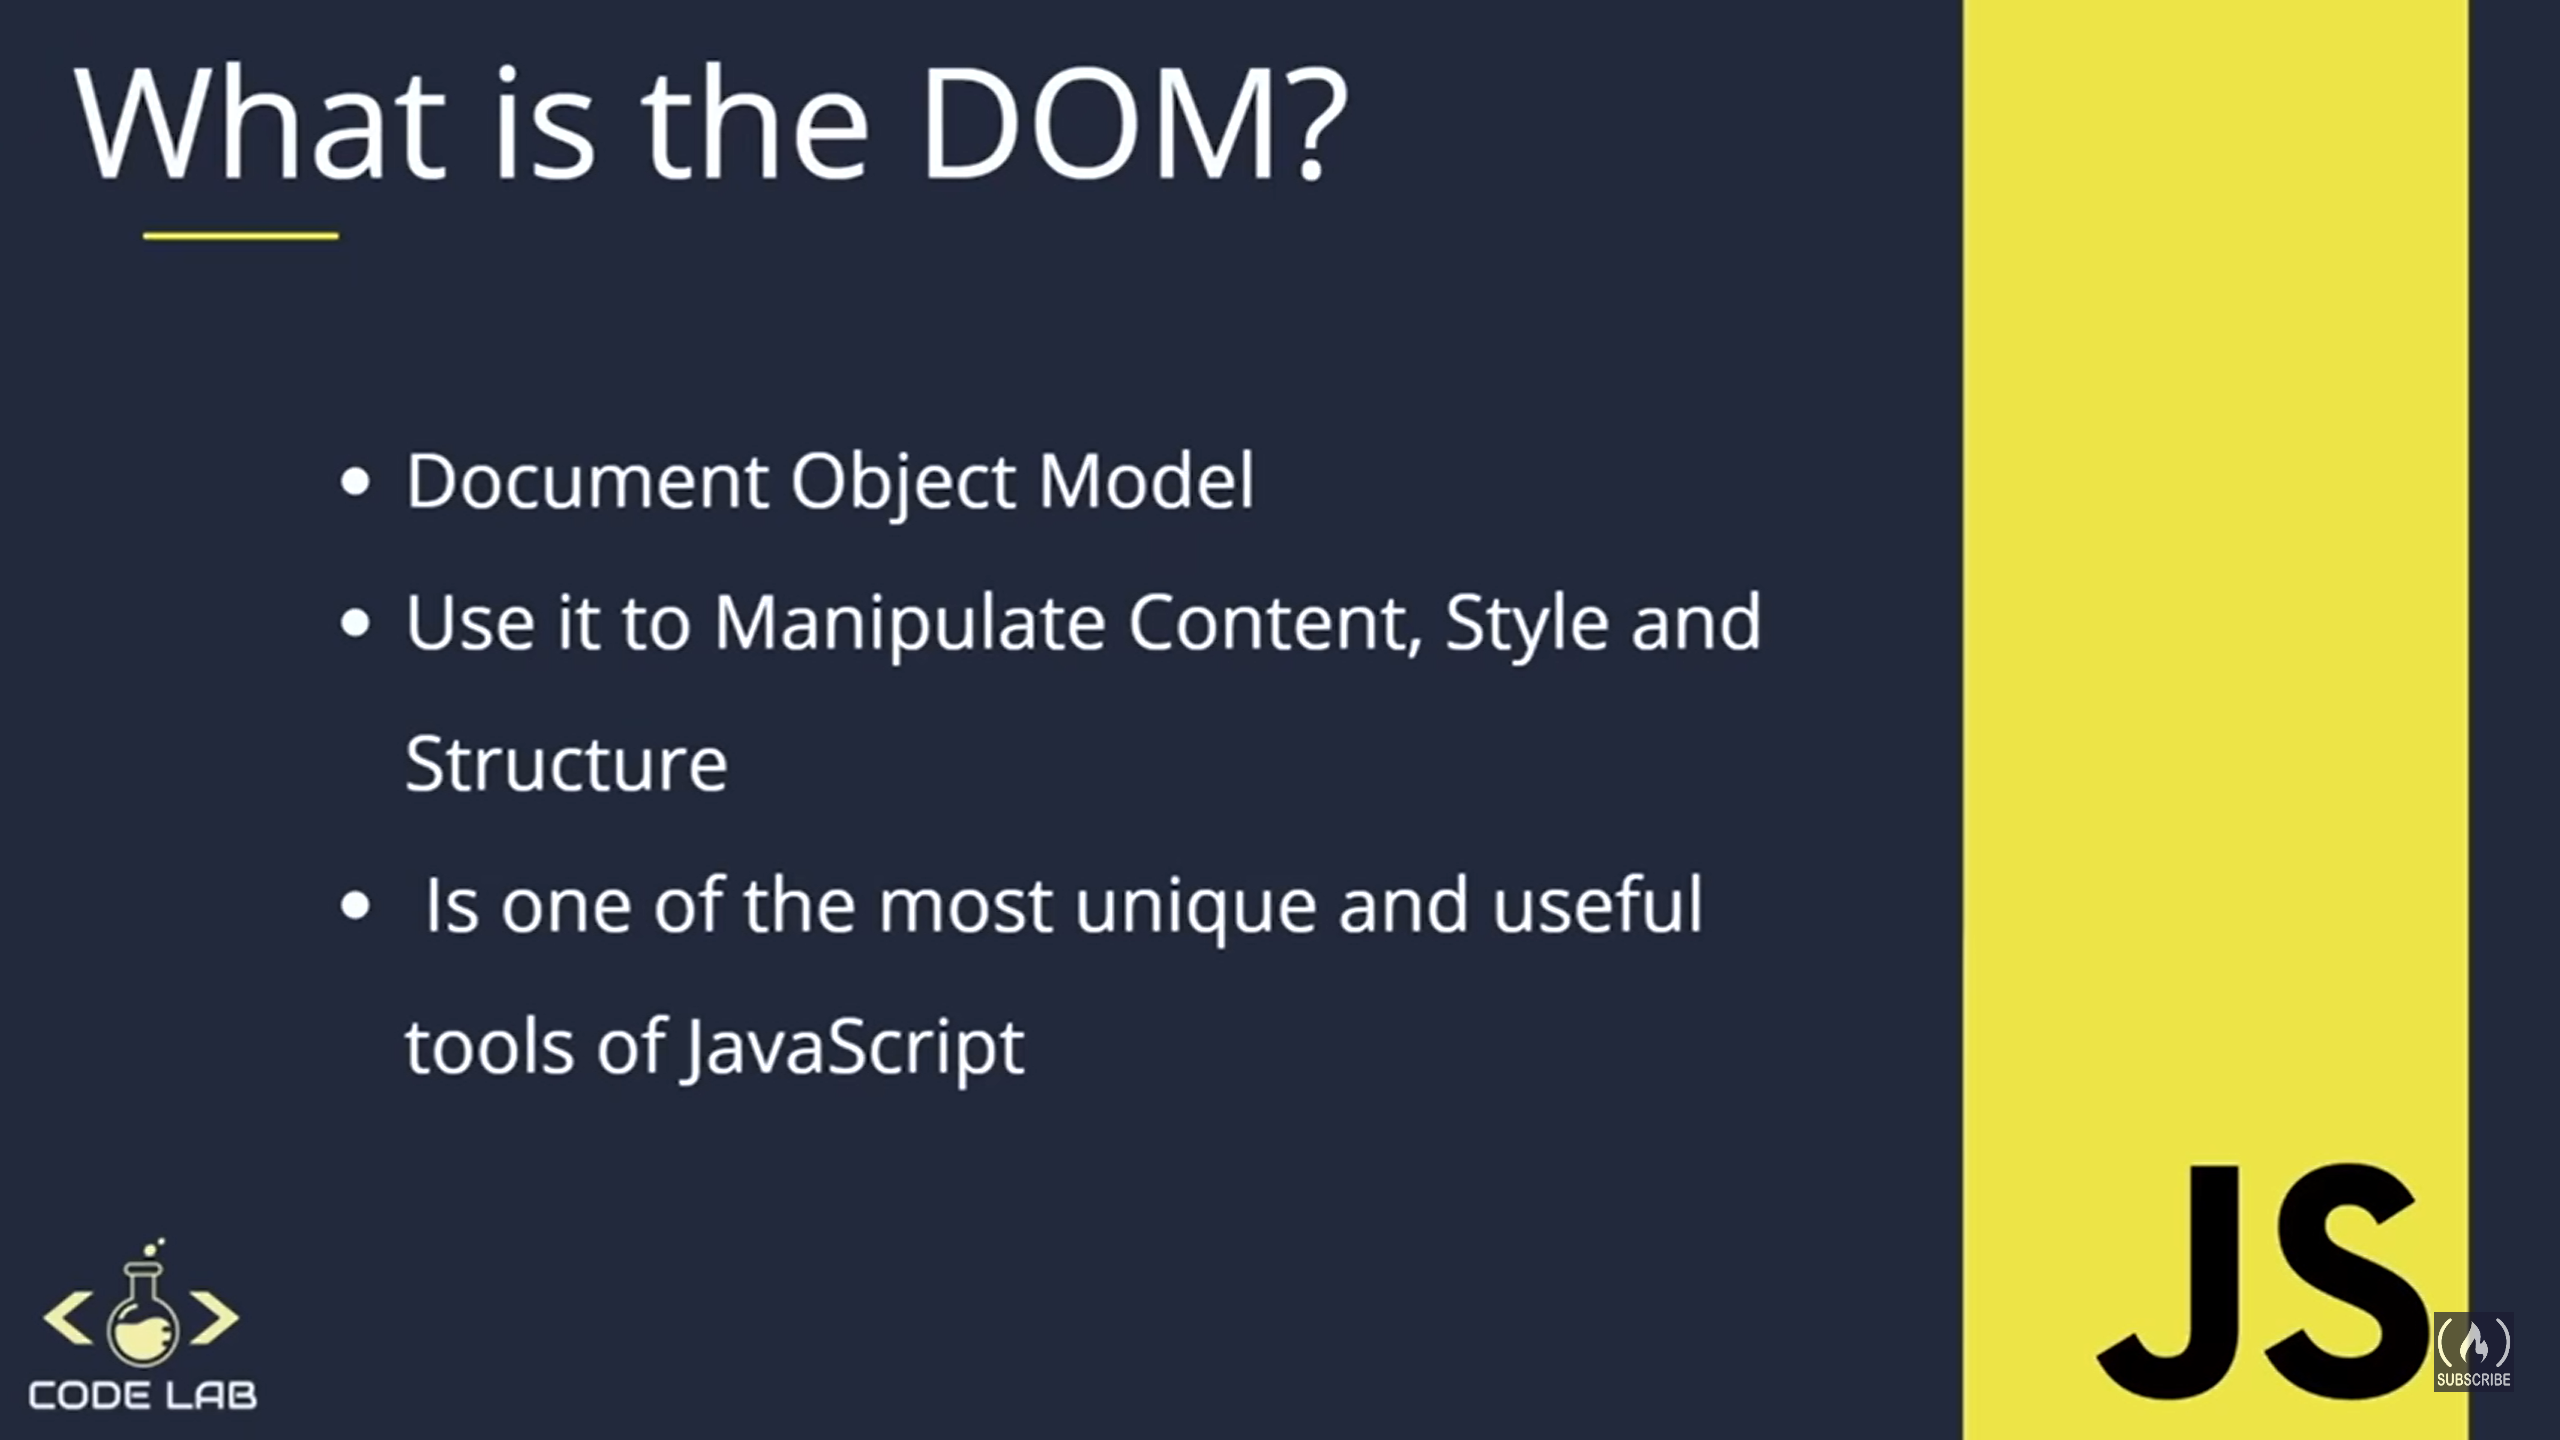 What is the DOM?
Document Object Model
Use it to Manipulate Content, Style and
Structure
Is one of the most unique and useful
tools of JavaScript
JS
CODE LAB
SUBSCRIBE